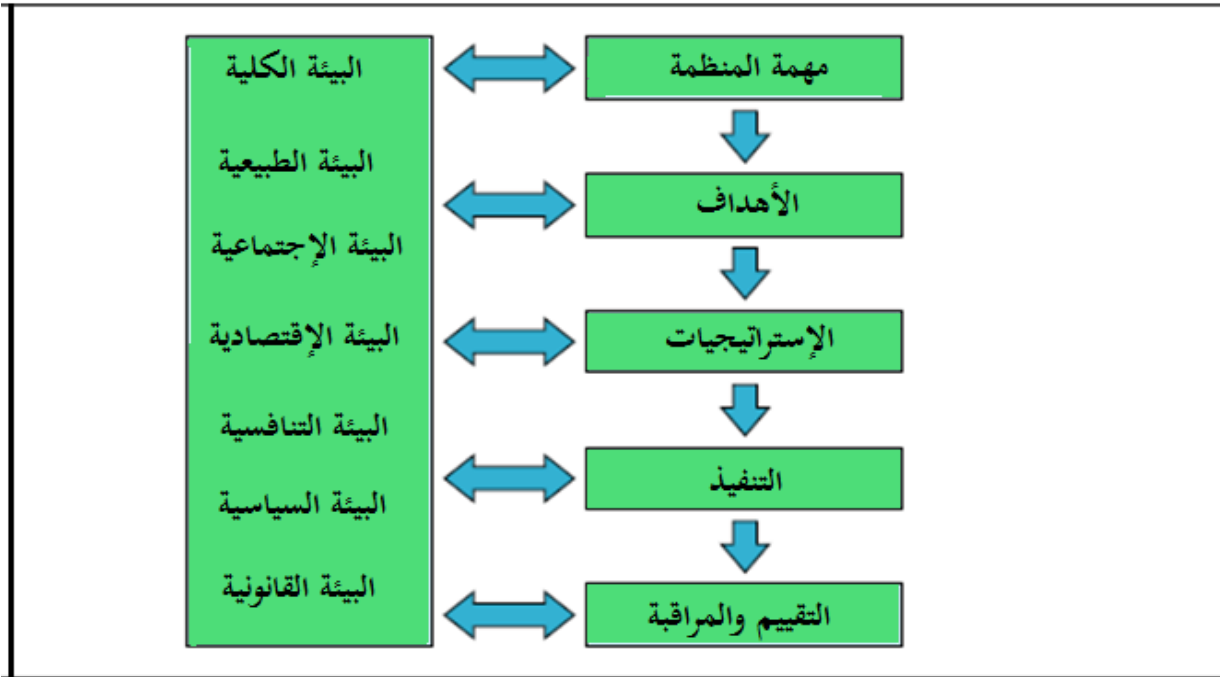 مهمة المنظمة
الأهداف
الإستراتيجيات
التنفيذ
التقييم والمراقبة
البيئة الكلية
البيئة الطبيعية
البيئة الإجتماعية
البيئة الإقتصادية
البيئة التنافسية
البيئة السياسية
البيئة القانونية